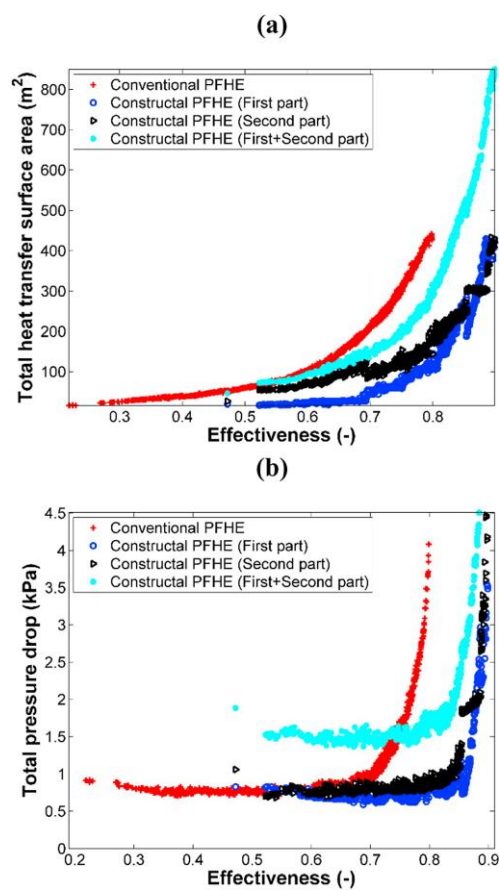 (a)
Total heat transfer surface area (m²)
800
700
600
500
400
300
200
100
Conventional PFHE
Constructal PFHE (First part)
Constructal PFHE (Second part)
Constructal PFHE (First+Second part)
0.3 0.4 0.5 0.6 0.7 0.8
Effectiveness (-)
(b)
Total pressure drop (kPa)
4.5
4
3.5
3
2.5
2
1.5
1
0.5
0
Conventional PFHE
Constructal PFHE (First part)
Constructal PFHE (Second part)
Constructal PFHE (First+Second part)
0.2 0.3 0.4 0.5 0.6 0.7 0.8 0.9
Effectiveness (-)